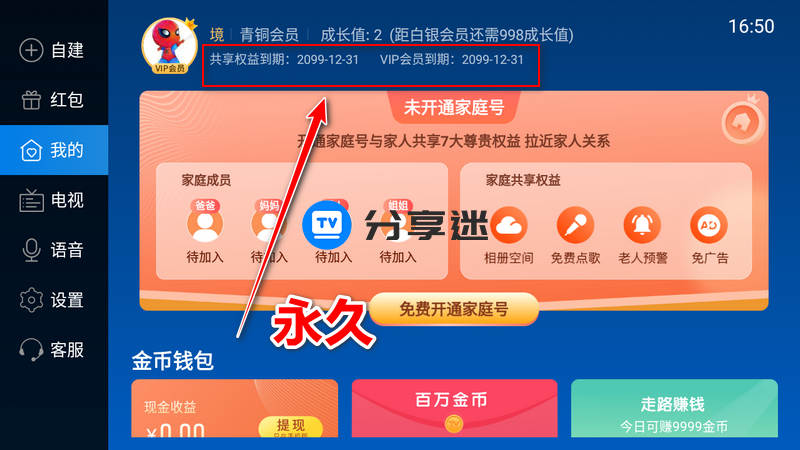 16:50
自建
红包
我的
电视
语音
设置
客服
VIP会员
境 青铜会员 成长值: 2 (距白银会员还需998成长值)
共享权益到期：2099-12-31 VIP会员到期：2099-12-31
未开通家庭号
开通家庭号与家人共享7大尊贵权益 拉近家人关系
家庭成员
爸爸 妈妈 姐姐
待加入 待加入 待加入 待加入
TV 分享迷
家庭共享权益
AD
相册空间 免费点歌 老人预警 免广告
免费开通家庭号
永久
金币钱包
现金收益
¥0.00
提现
百万金币
TV
走路赚钱
今日可赚9999金币